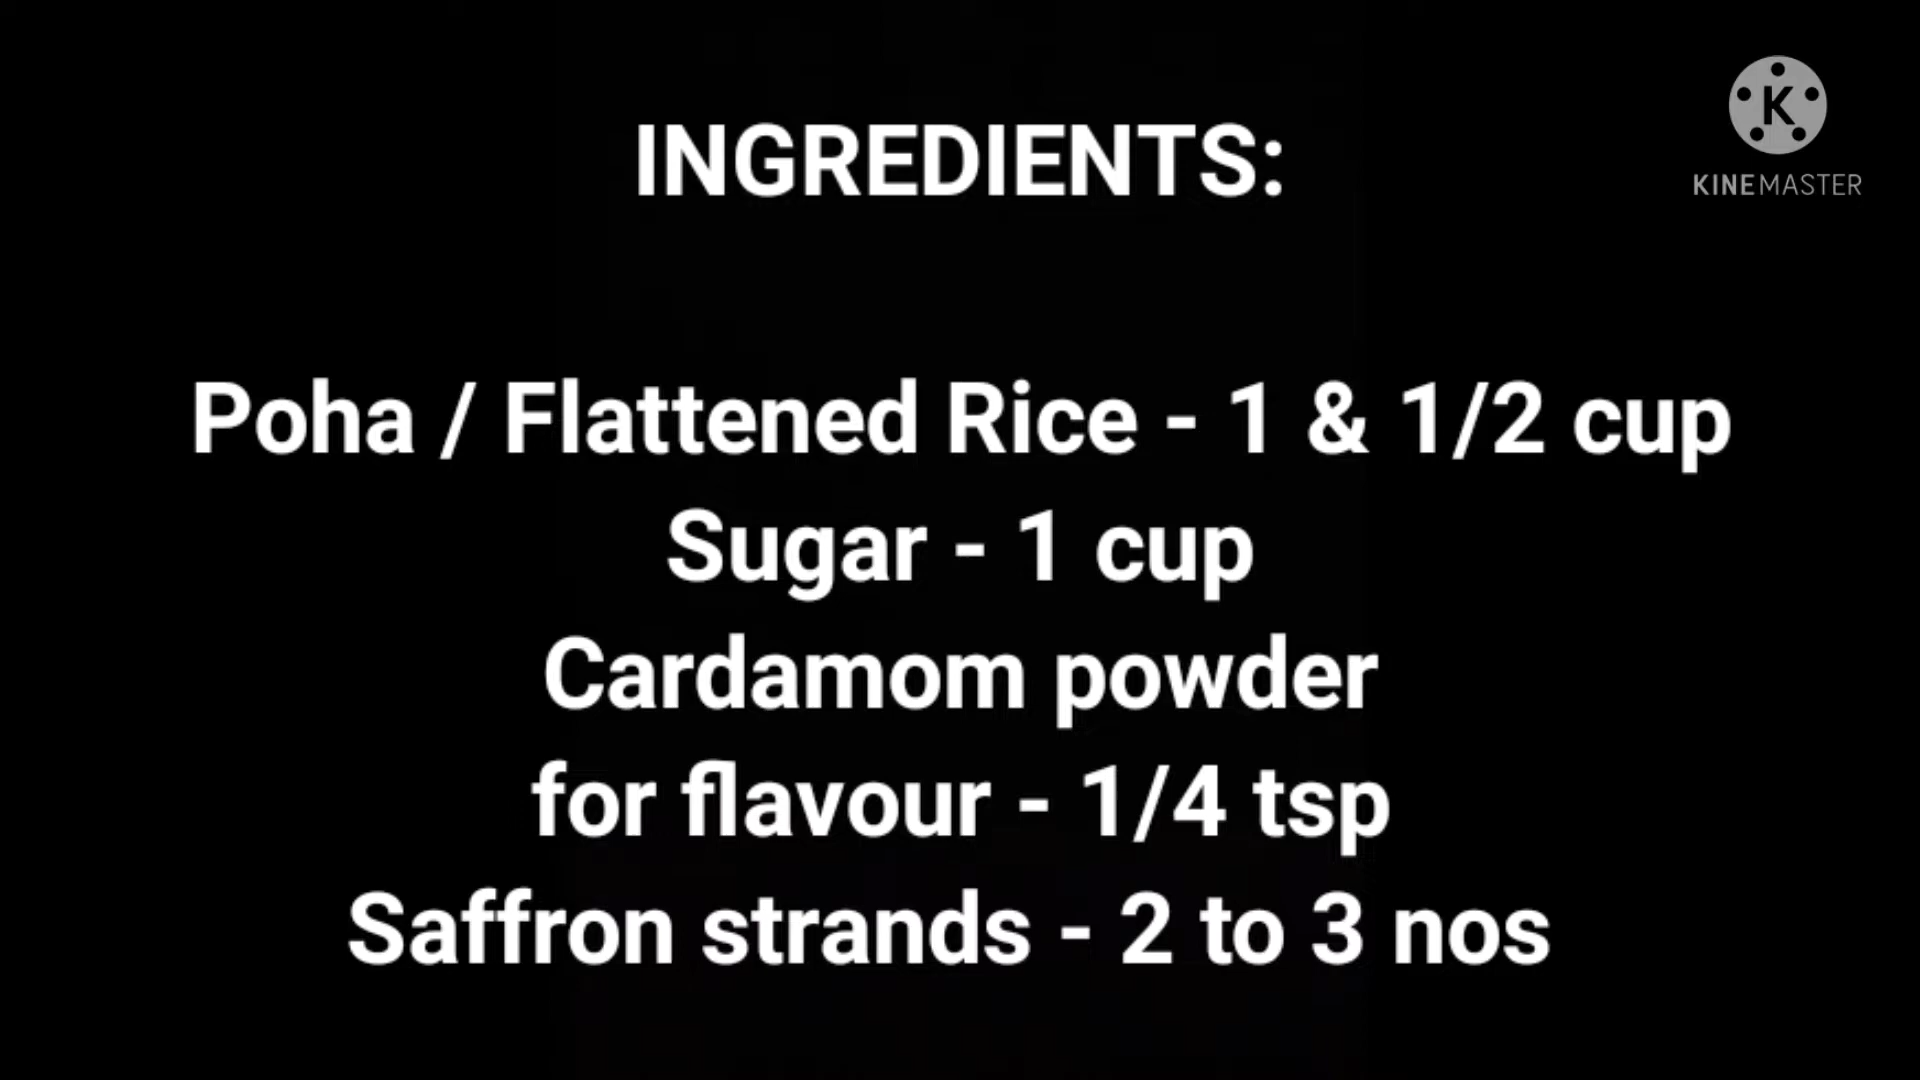 INGREDIENTS:
K
KINEMASTER
Poha / Flattened Rice - 1 & 1/2 cup
Sugar - 1 cup
Cardamom powder
for flavour - 1/4 tsp
Saffron strands - 2 to 3 nos